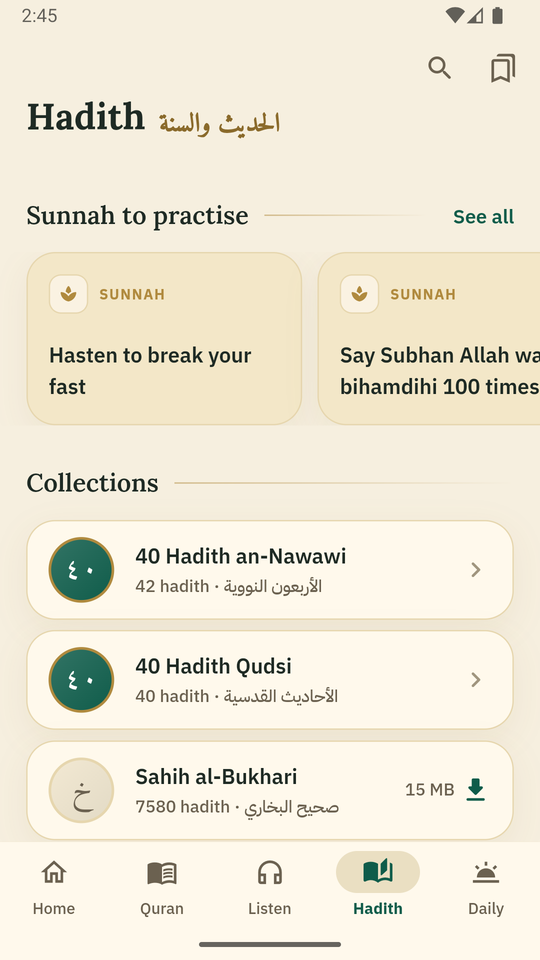 2:45
Hadith الحديث والسنة
Sunnah to practise
See all
SUNNAH
Hasten to break your
fast
SUNNAH
Say Subhan Allah wa
bihamdihi 100 times
Collections
٤٠
40 Hadith an-Nawawi
42 hadith · الأربعون النووية
٤٠
40 Hadith Qudsi
40 hadith · الأحاديث القدسية
خ
Sahih al-Bukhari
7580 hadith · صحيح البخاري
15 MB
Home
Quran
Listen
Hadith
Daily